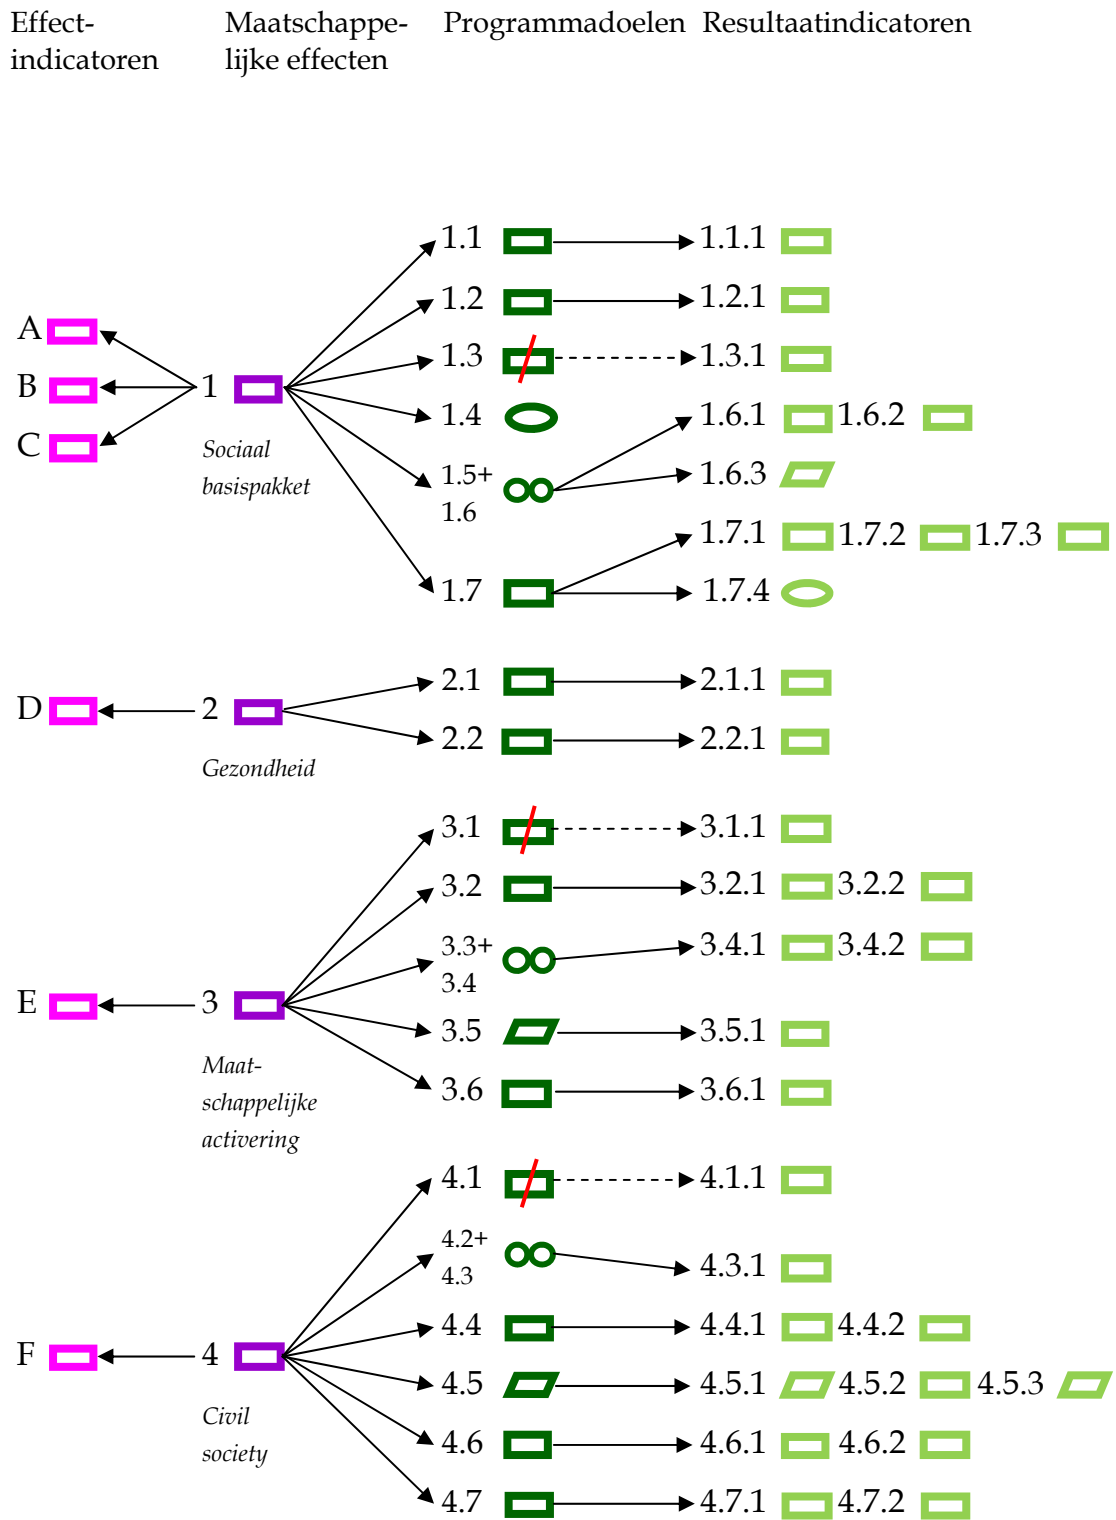 Effect-
indicatoren
Maatschappe-
lijke effecten
Programmadoelen
Resultaatindicatoren
1.1 1.1.1
1.2 1.2.1
A
1.3 1.3.1
B 1
1.4 1.6.1 1.6.2
C
Sociaal
basispakket
1.5+
1.6
1.6.3
1.7.1 1.7.2 1.7.3
1.7 1.7.4
2.1 2.1.1
D 2
2.2 2.2.1
Gezondheid
3.1 3.1.1
3.2 3.2.1 3.2.2
3.3+
3.4
3.4.1 3.4.2
E 3
3.5 3.5.1
Maat-
schappelijke
activering
3.6 3.6.1
4.1 4.1.1
4.2+
4.3
4.3.1
4.4 4.4.1 4.4.2
F 4
4.5 4.5.1 4.5.2 4.5.3
Civil
society
4.6 4.6.1 4.6.2
4.7 4.7.1 4.7.2